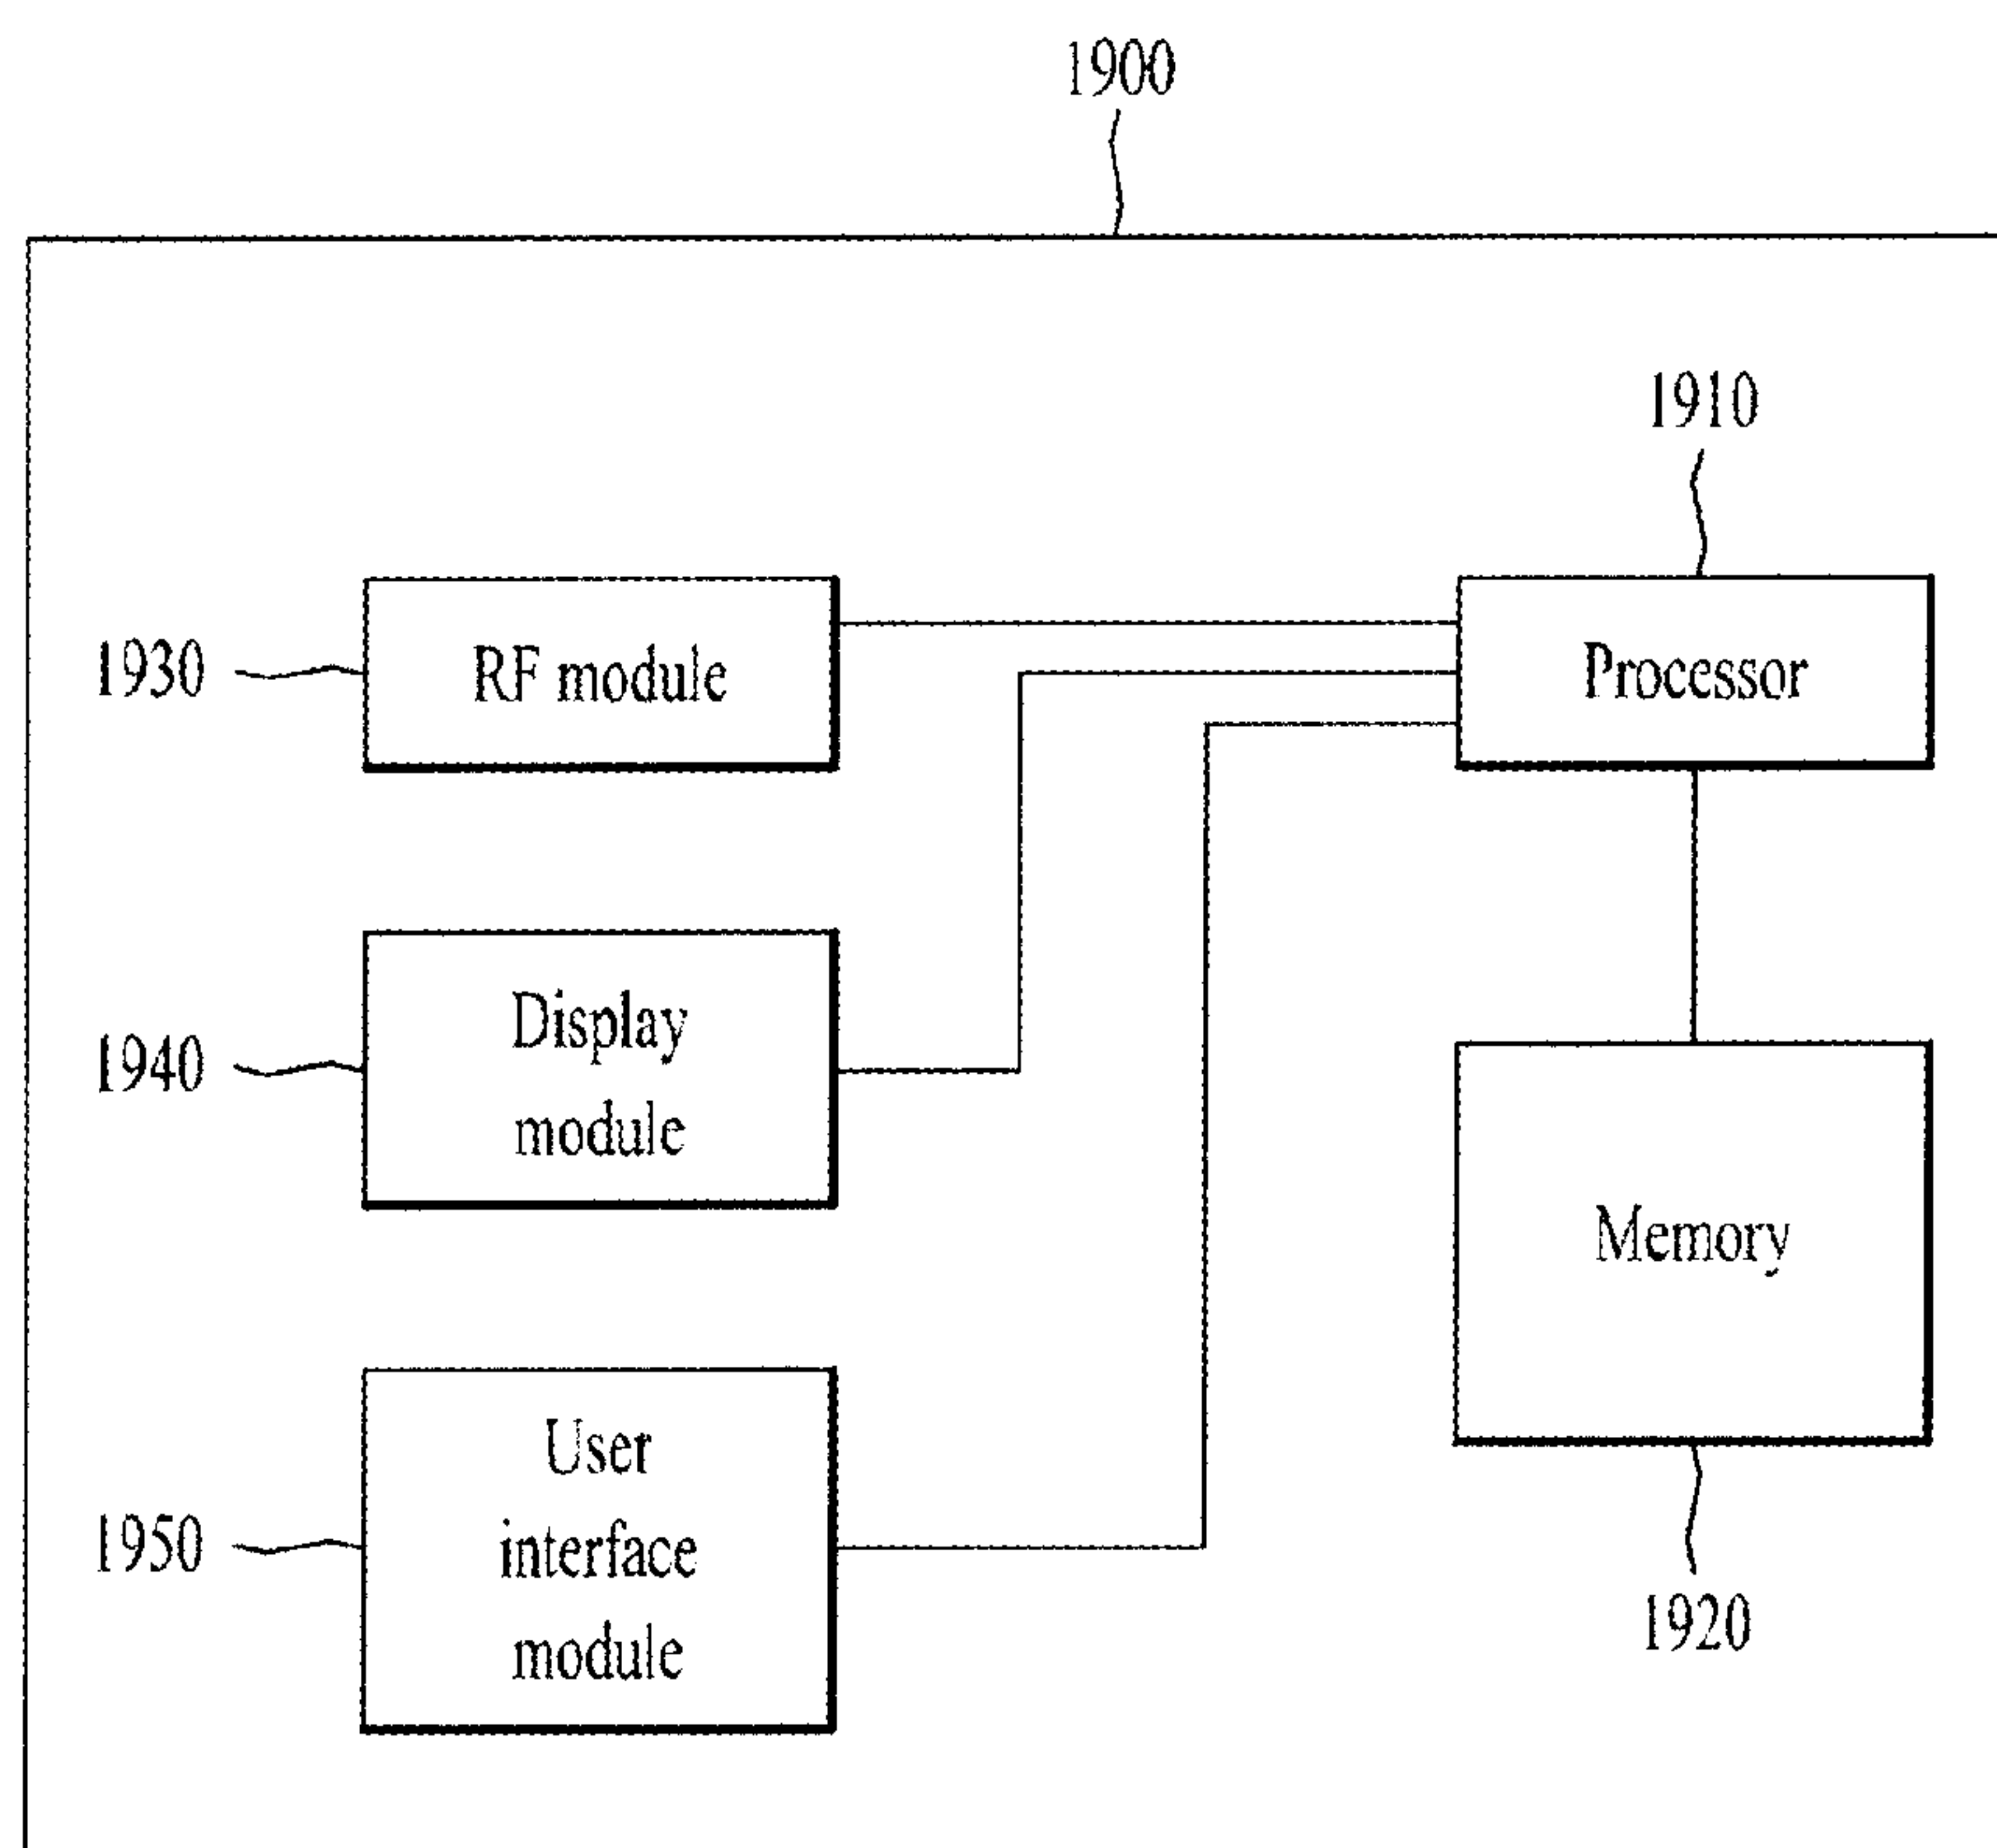 1900
1910
1930
RF module
Processor
1940
Display
module
Memory
1950
User
interface
module
1920